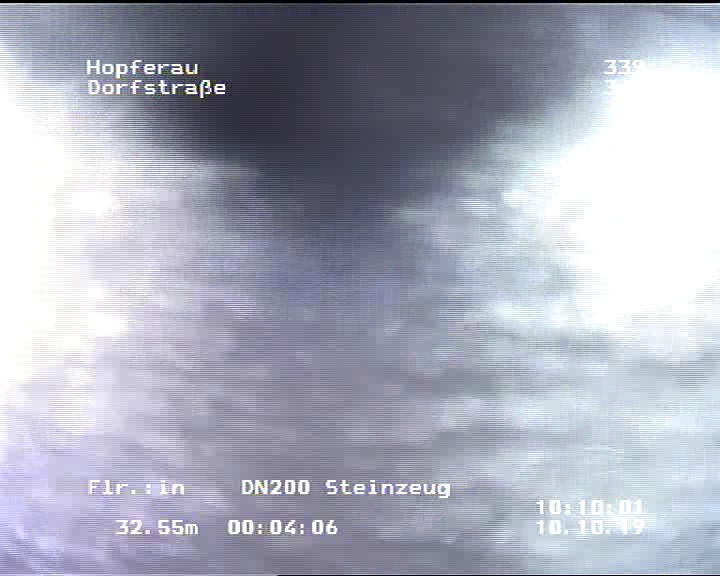 Hopferau
Dorfstraße
Flr.:in DN200 Steinzeug
32.55m 00:04:06
10:10:01
10.10.19